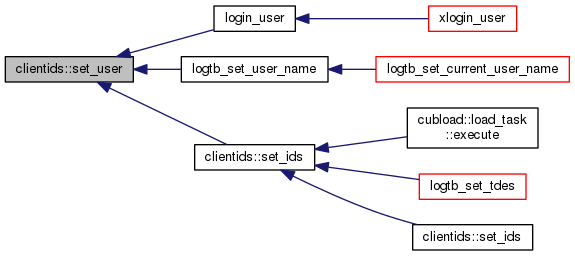 login_user
xlogin_user
clientids::set_user
logtb_set_user_name
logtb_set_current_user_name
cubload::load_task
::execute
clientids::set_ids
logtb_set_tdes
clientids::set_ids